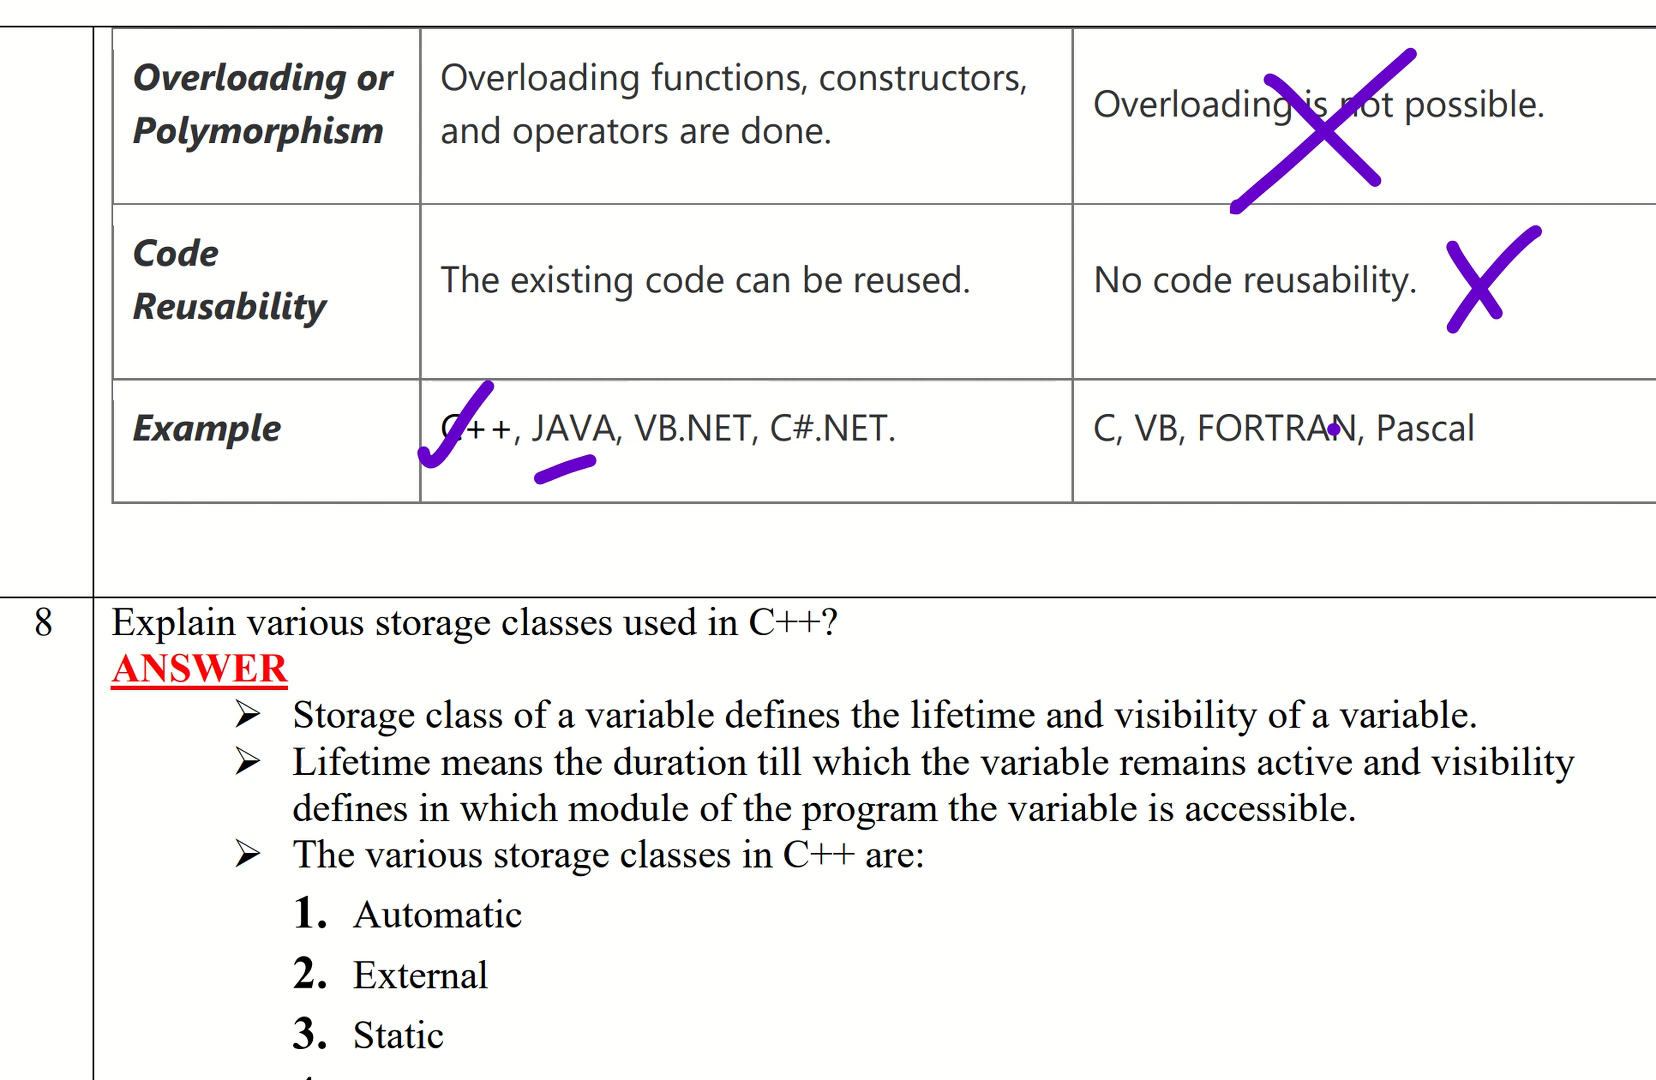 Overloading or
Polymorphism
Overloading functions, constructors,
and operators are done.
Overloading is not possible.
Code
Reusability
The existing code can be reused.
No code reusability.
Example
C++, JAVA, VB.NET, C#.NET.
C, VB, FORTRAN, Pascal
8
Explain various storage classes used in C++?
ANSWER
➢ Storage class of a variable defines the lifetime and visibility of a variable.
➢ Lifetime means the duration till which the variable remains active and visibility
defines in which module of the program the variable is accessible.
➢ The various storage classes in C++ are:
1. Automatic
2. External
3. Static